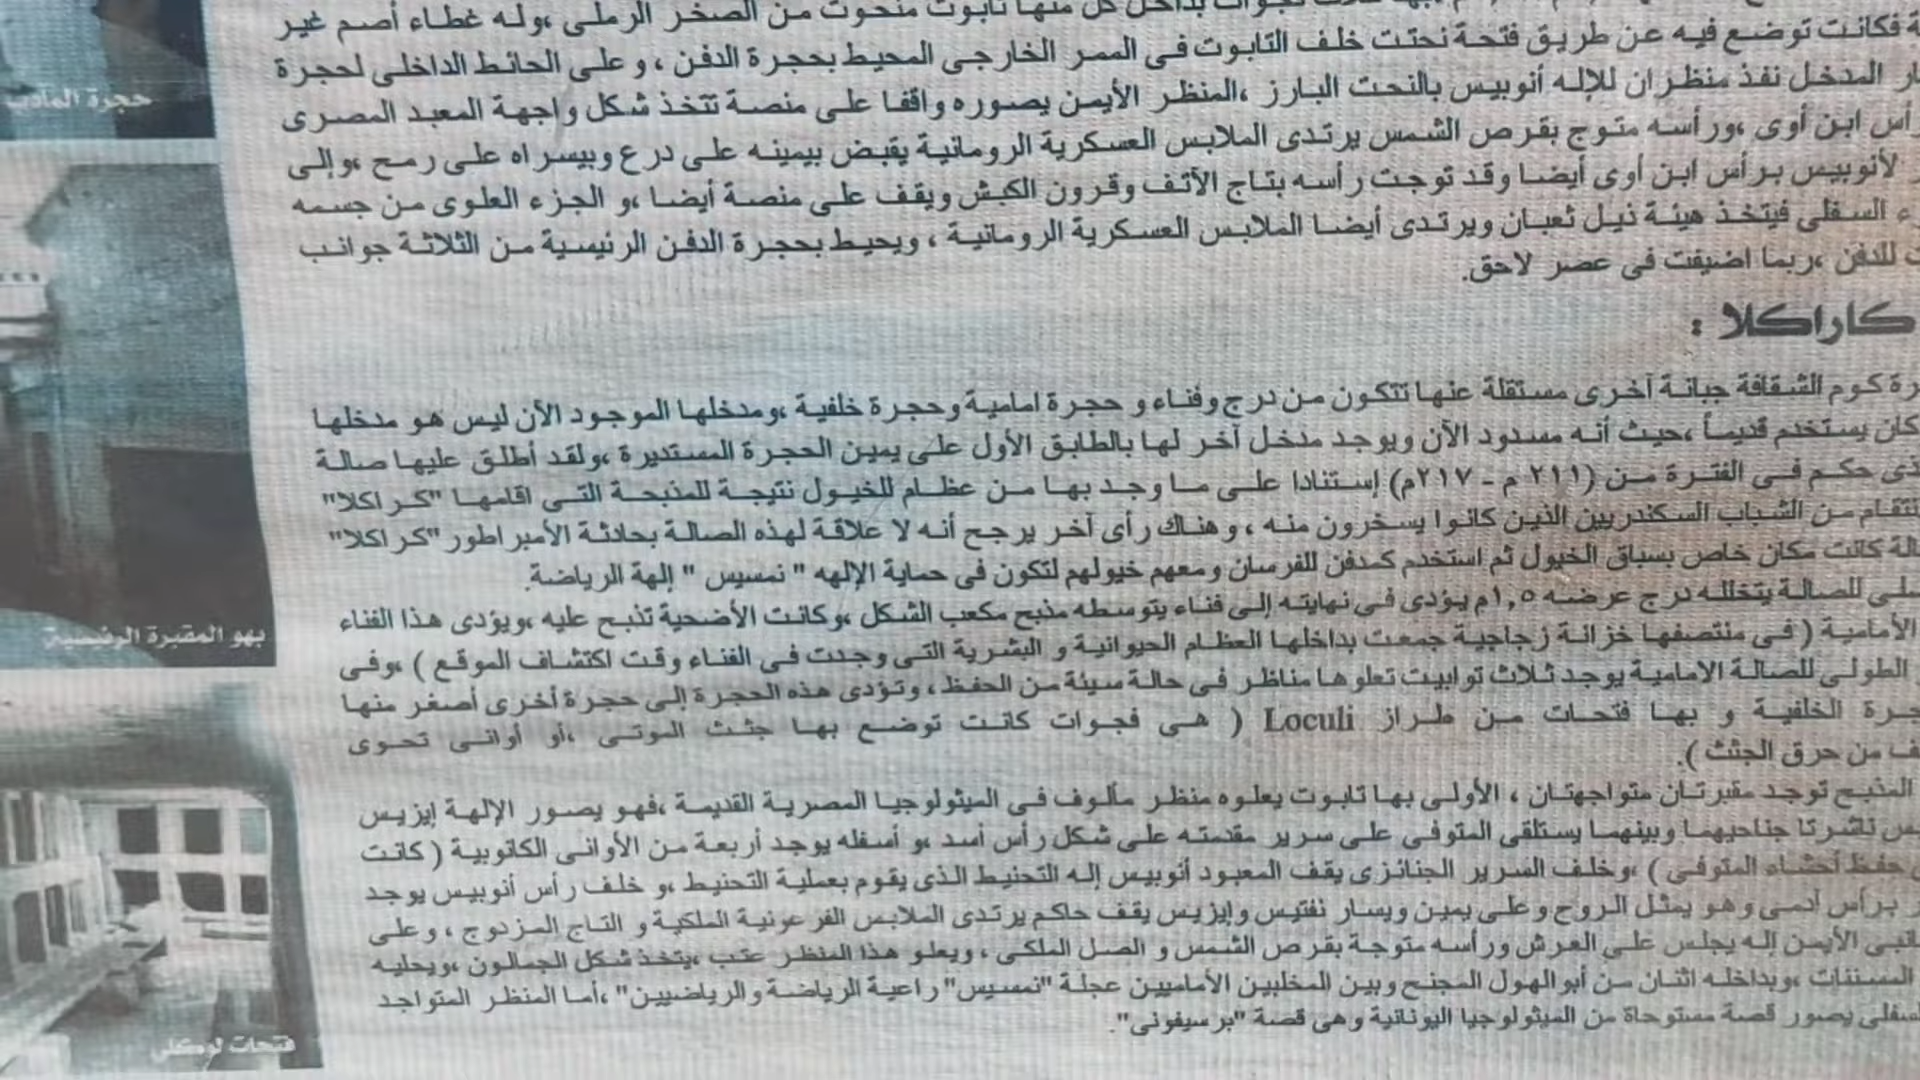 بداخل كل منها تابوت منحوت من الصخر الرملى ،وله غطاء أصم غير
فكانت توضع فيه عن طريق فتحة نحتت خلف التابوت فى الممر الخارجى المحيط بحجرة الدفن ، وعلى الحائط الداخلى لحجرة
المدخل نفذ منظران للإله أنوبيس بالنحت البارز ،المنظر الأيمن يصوره واقفا على منصة تتخذ شكل واجهة المعبد المصرى
ابن أوى ،ورأسه متوج بقرص الشمس يرتدى الملابس العسكرية الرومانية يقبض بيمينه على درع وبيسراه على رمح ،وإلى
لأنوبيس برأس ابن أوى أيضا وقد توجت رأسه بتاج الآتف وقرون الكبش ويقف على منصة أيضا ،و الجزء العلوى من جسمه
السفلى فيتخذ هيئة ذيل ثعبان ويرتدى أيضا الملابس العسكرية الرومانية ، ويحيط بحجرة الدفن الرئيسية من الثلاثة جوانب
للدفن ،ربما اضيفت فى عصر لاحق.
كاراكلا :
كوم الشقافة جبانة آخرى مستقلة عنها تتكون من درج وفناء و حجرة امامية وحجرة خلفية ،ومدخلها الموجود الآن ليس هو مدخلها
كان يستخدم قديماً ،حيث أنه مسدود الآن ويوجد مدخل آخر لها بالطابق الأول على يمين الحجرة المستديرة ،ولقد أطلق عليها صالة
حكم فى الفترة من (٢١١ م - ٢١٧م) إستنادا على ما وجد بها من عظام للخيول نتيجة للمذبحة التى اقامها "كراكلا"
من الشباب السكندريين الذين كانوا يسخرون منه ، وهناك رأى آخر يرجح أنه لا علاقة لهذه الصالة بحادثة الأمبراطور "كراكلا"
كانت مكان خاص بسباق الخيول ثم استخدم كمدفن للفرسان ومعهم خيولهم لتكون فى حماية الإلهه " نمسيس " إلهة الرياضة.
للصالة يتخلله درج عرضه ١,٥م يؤدى فى نهايته إلى فناء يتوسطه مذبح مكعب الشكل ،وكانت الأضحية تذبح عليه ،ويؤدى هذا الفناء
الأمامية ( فى منتصفها خزانة زجاجية جمعت بداخلها العظام الحيوانية و البشرية التى وجدت فى الفناء وقت اكتشاف الموقع ) ،وفى
الطولى للصالة الامامية يوجد ثلاث توابيت تعلوها مناظر فى حالة سيئة من الحفظ ، وتؤدى هذه الحجرة إلى حجرة أخرى أصغر منها
الخلفية و بها فتحات من طراز Loculi ( هى فجوات كانت توضع بها جثث الموتى ،أو أوانى تحوى
من حرق الجثث ).
المذبح توجد مقبرتان متواجهتان ، الأولى بها تابوت يعلوه منظر مألوف فى الميثولوجيا المصرية القديمة ،فهو يصور الإلهة إيزيس
ناشرتا جناحيهما وبينهما يستلقى المتوفى على سرير مقدمته على شكل رأس أسد ،و أسفله يوجد أربعة من الأوانى الكانوبية ( كانت
حفظ أحشاء المتوفى ) ،وخلف السرير الجنائزى يقف المعبود أنوبيس إله التحنيط الذى يقوم بعملية التحنيط ،و خلف رأس أنوبيس يوجد
برأس آدمى وهو يمثل الروح وعلى يمين ويسار نفتيس وإيزيس يقف حاكم يرتدى الملابس الفرعونية الملكية و التاج المزدوج ، وعلى
الأيمن إله يجلس على العرش ورأسه متوجة بقرص الشمس و الصل الملكى ، ويعلو هذا المنظر عتب ،يتخذ شكل الجمالون ،ويحليه
المسننات ،وبداخله اثنان من أبو الهول المجنح وبين المخلبين الأماميين عجلة "نمسيس" راعية الرياضة والرياضيين" ،أما المنظر المتواجد
يصور قصة مستوحاة من الميثولوجيا اليونانية وهى قصة "برسيفونى".
حجرة المآدب
بهو المقبرة الرئيسية
فتحات لوكلى